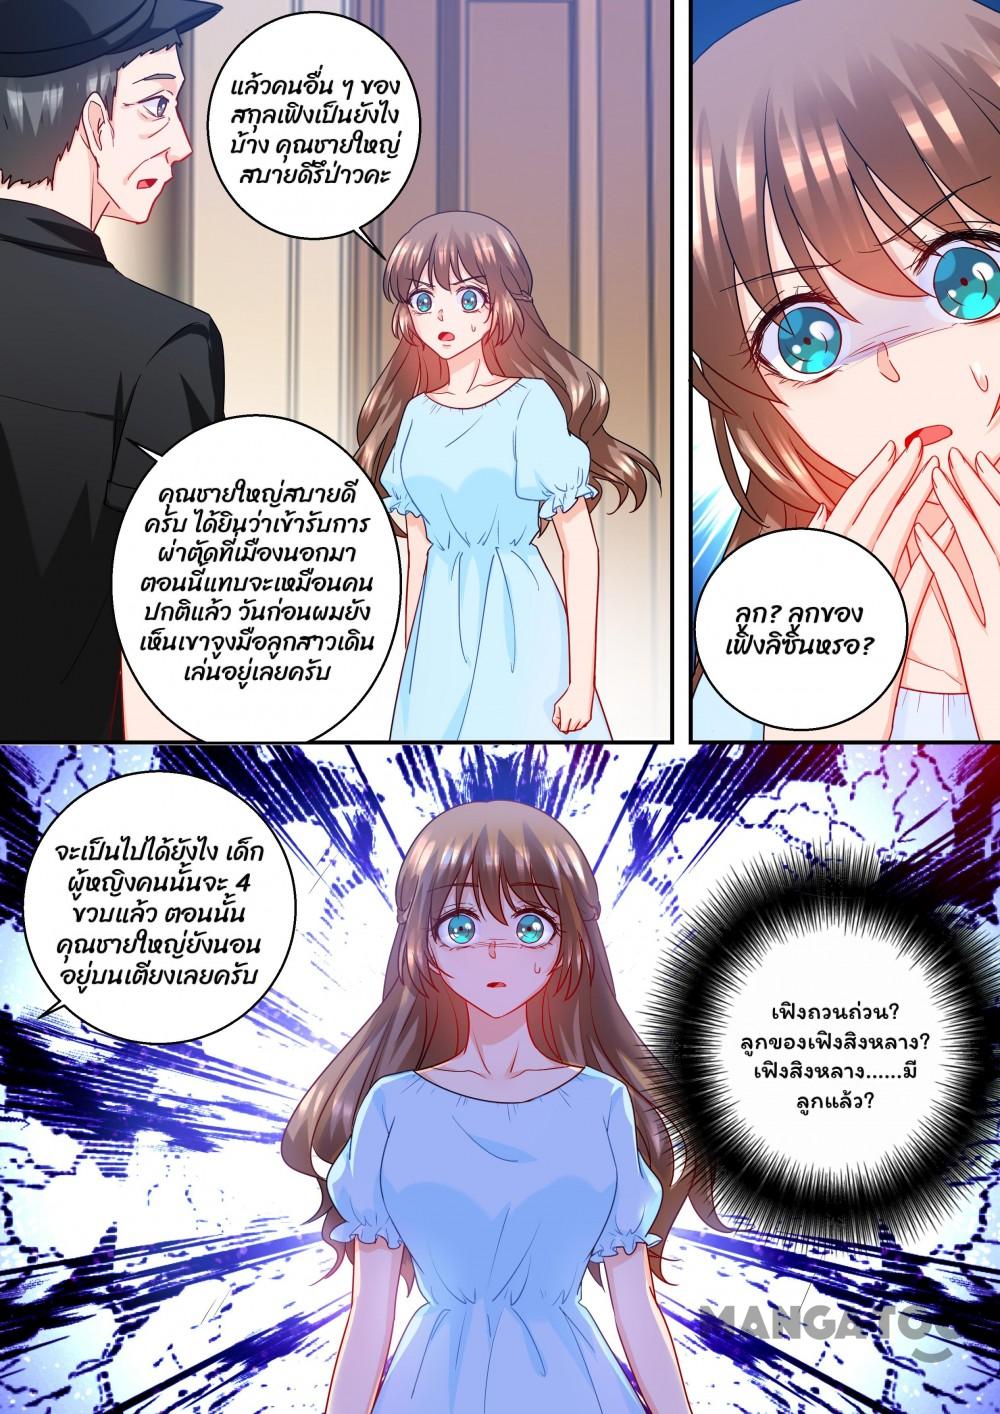 แล้วคนอื่น ๆ ของ
สกุลเฟิงเป็นยังไง
บ้าง คุณชายใหญ่
สบายดีรึป่าวคะ
คุณชายใหญ่สบายดี
ครับ ได้ยินว่าเข้ารับการ
ผ่าตัดที่เมืองนอกมา
ตอนนี้แทบจะเหมือนคน
ปกติแล้ว วันก่อนผมยัง
เห็นเขาจูงมือลูกสาวเดิน
เล่นอยู่เลยครับ
ลูก? ลูกของ
เฟิงลิซินหรอ?
จะเป็นไปได้ยังไง เด็ก
ผู้หญิงคนนั้นจะ 4
ขวบแล้ว ตอนนั้น
คุณชายใหญ่ยังนอน
อยู่บนเตียงเลยครับ
เฟิงถวนถ่วน?
ลูกของเฟิงสิงหลาง?
เฟิงสิงหลาง......มี
ลูกแล้ว?
MANGATOON